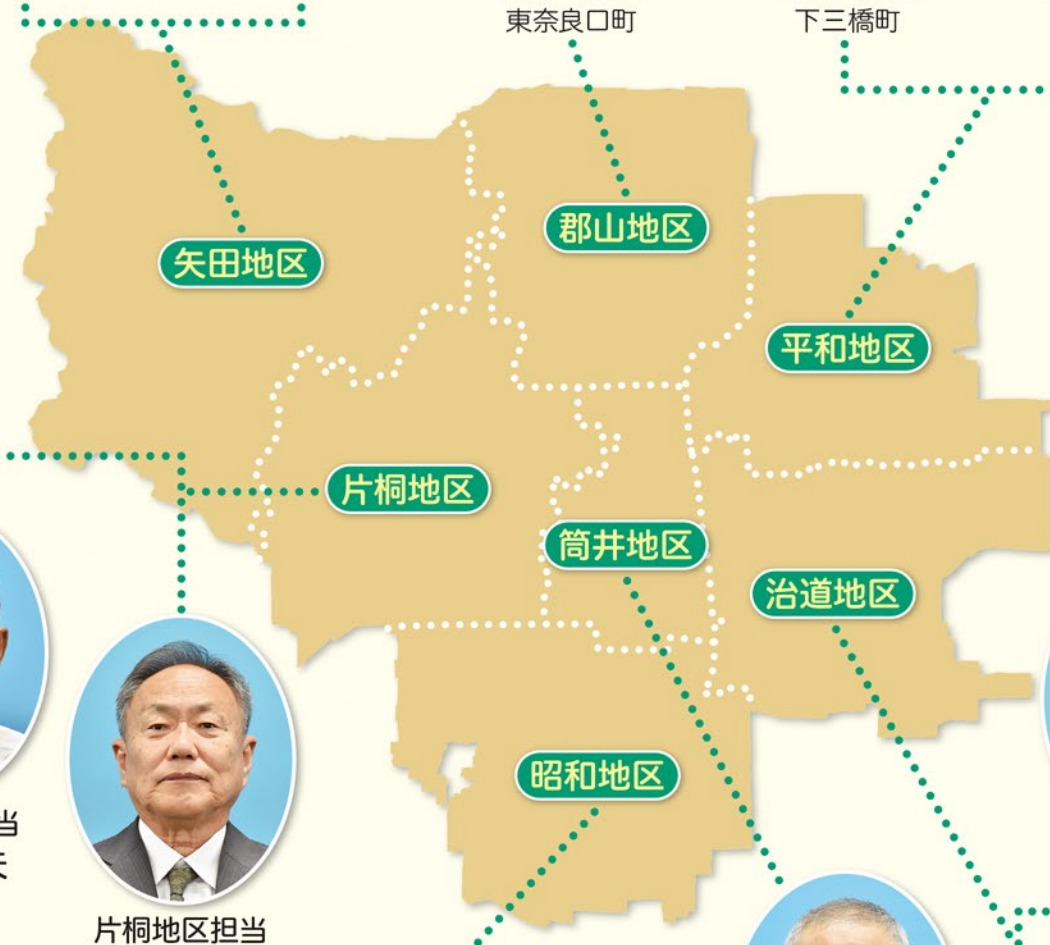 東奈良口町
下三橋町
郡山地区
矢田地区
平和地区
片桐地区
筒井地区
治道地区
昭和地区
当
片桐地区担当